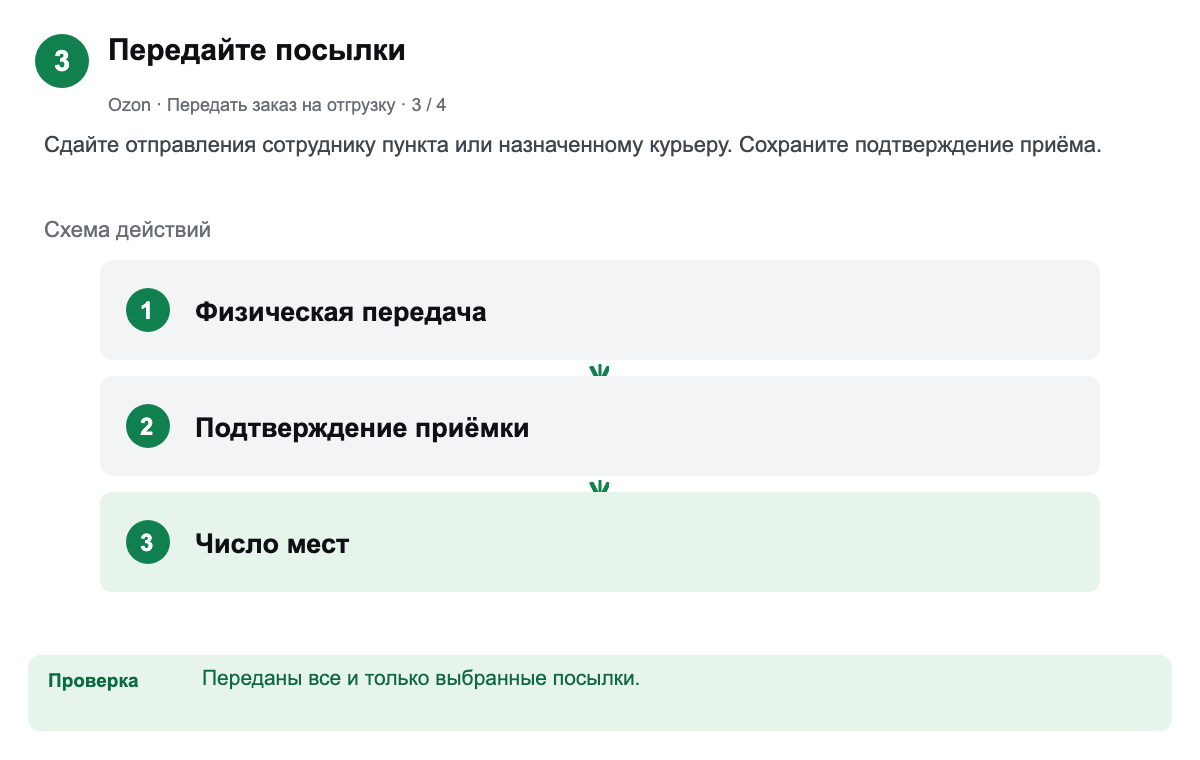 3
Передайте посылки
Ozon · Передать заказ на отгрузку · 3 / 4
Сдайте отправления сотруднику пункта или назначенному курьеру. Сохраните подтверждение приёма.
Схема действий
1 Физическая передача
2 Подтверждение приёмки
3 Число мест
Проверка Переданы все и только выбранные посылки.